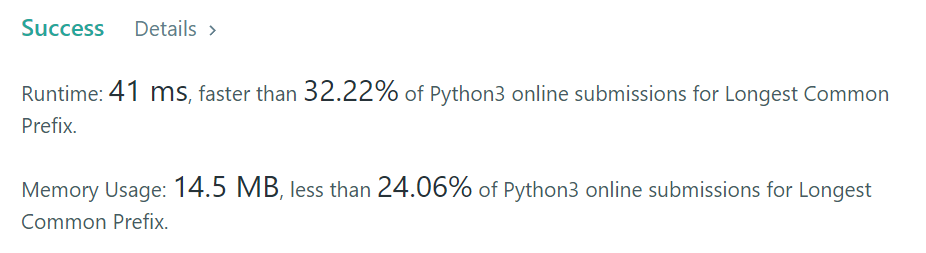 Success Details >
Runtime: 41 ms, faster than 32.22% of Python3 online submissions for Longest Common
Prefix.
Memory Usage: 14.5 MB, less than 24.06% of Python3 online submissions for Longest
Common Prefix.